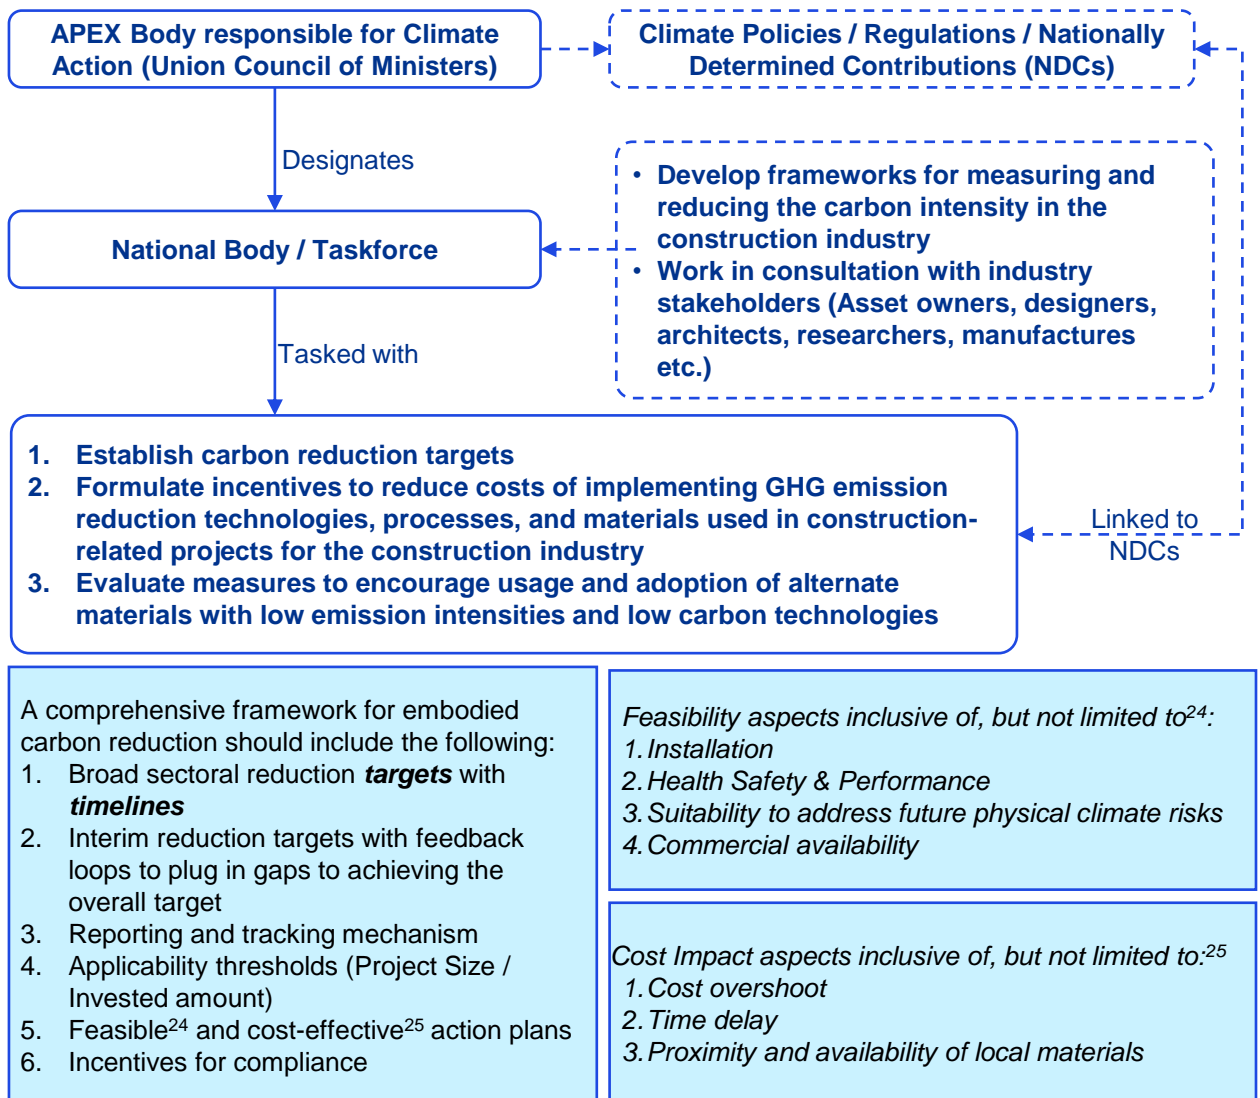 APEX Body responsible for Climate
Action (Union Council of Ministers)
Climate Policies / Regulations / Nationally
Determined Contributions (NDCs)
Designates
National Body / Taskforce
• Develop frameworks for measuring and
reducing the carbon intensity in the
construction industry
• Work in consultation with industry
stakeholders (Asset owners, designers,
architects, researchers, manufactures
etc.)
Tasked with
1. Establish carbon reduction targets
2. Formulate incentives to reduce costs of implementing GHG emission
reduction technologies, processes, and materials used in construction-
related projects for the construction industry
3. Evaluate measures to encourage usage and adoption of alternate
materials with low emission intensities and low carbon technologies
Linked to
NDCs
A comprehensive framework for embodied
carbon reduction should include the following:
1. Broad sectoral reduction targets with
timelines
2. Interim reduction targets with feedback
loops to plug in gaps to achieving the
overall target
3. Reporting and tracking mechanism
4. Applicability thresholds (Project Size /
Invested amount)
5. Feasible24 and cost-effective25 action plans
6. Incentives for compliance
Feasibility aspects inclusive of, but not limited to24:
1. Installation
2. Health Safety & Performance
3. Suitability to address future physical climate risks
4. Commercial availability
Cost Impact aspects inclusive of, but not limited to:25
1. Cost overshoot
2. Time delay
3. Proximity and availability of local materials